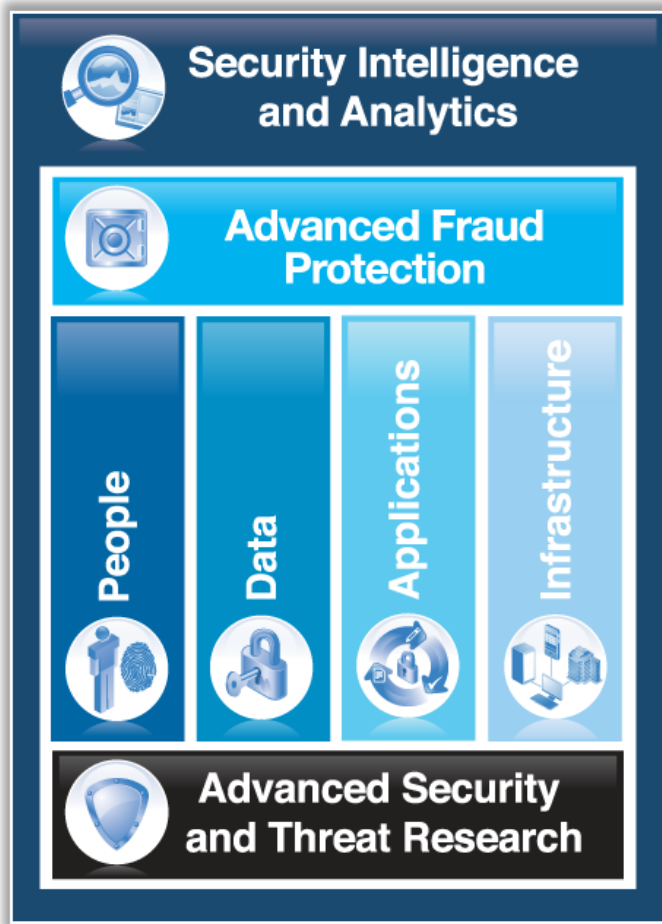 Security Intelligence
and Analytics
Advanced Fraud
Protection
People
Data
Applications
Infrastructure
Advanced Security
and Threat Research